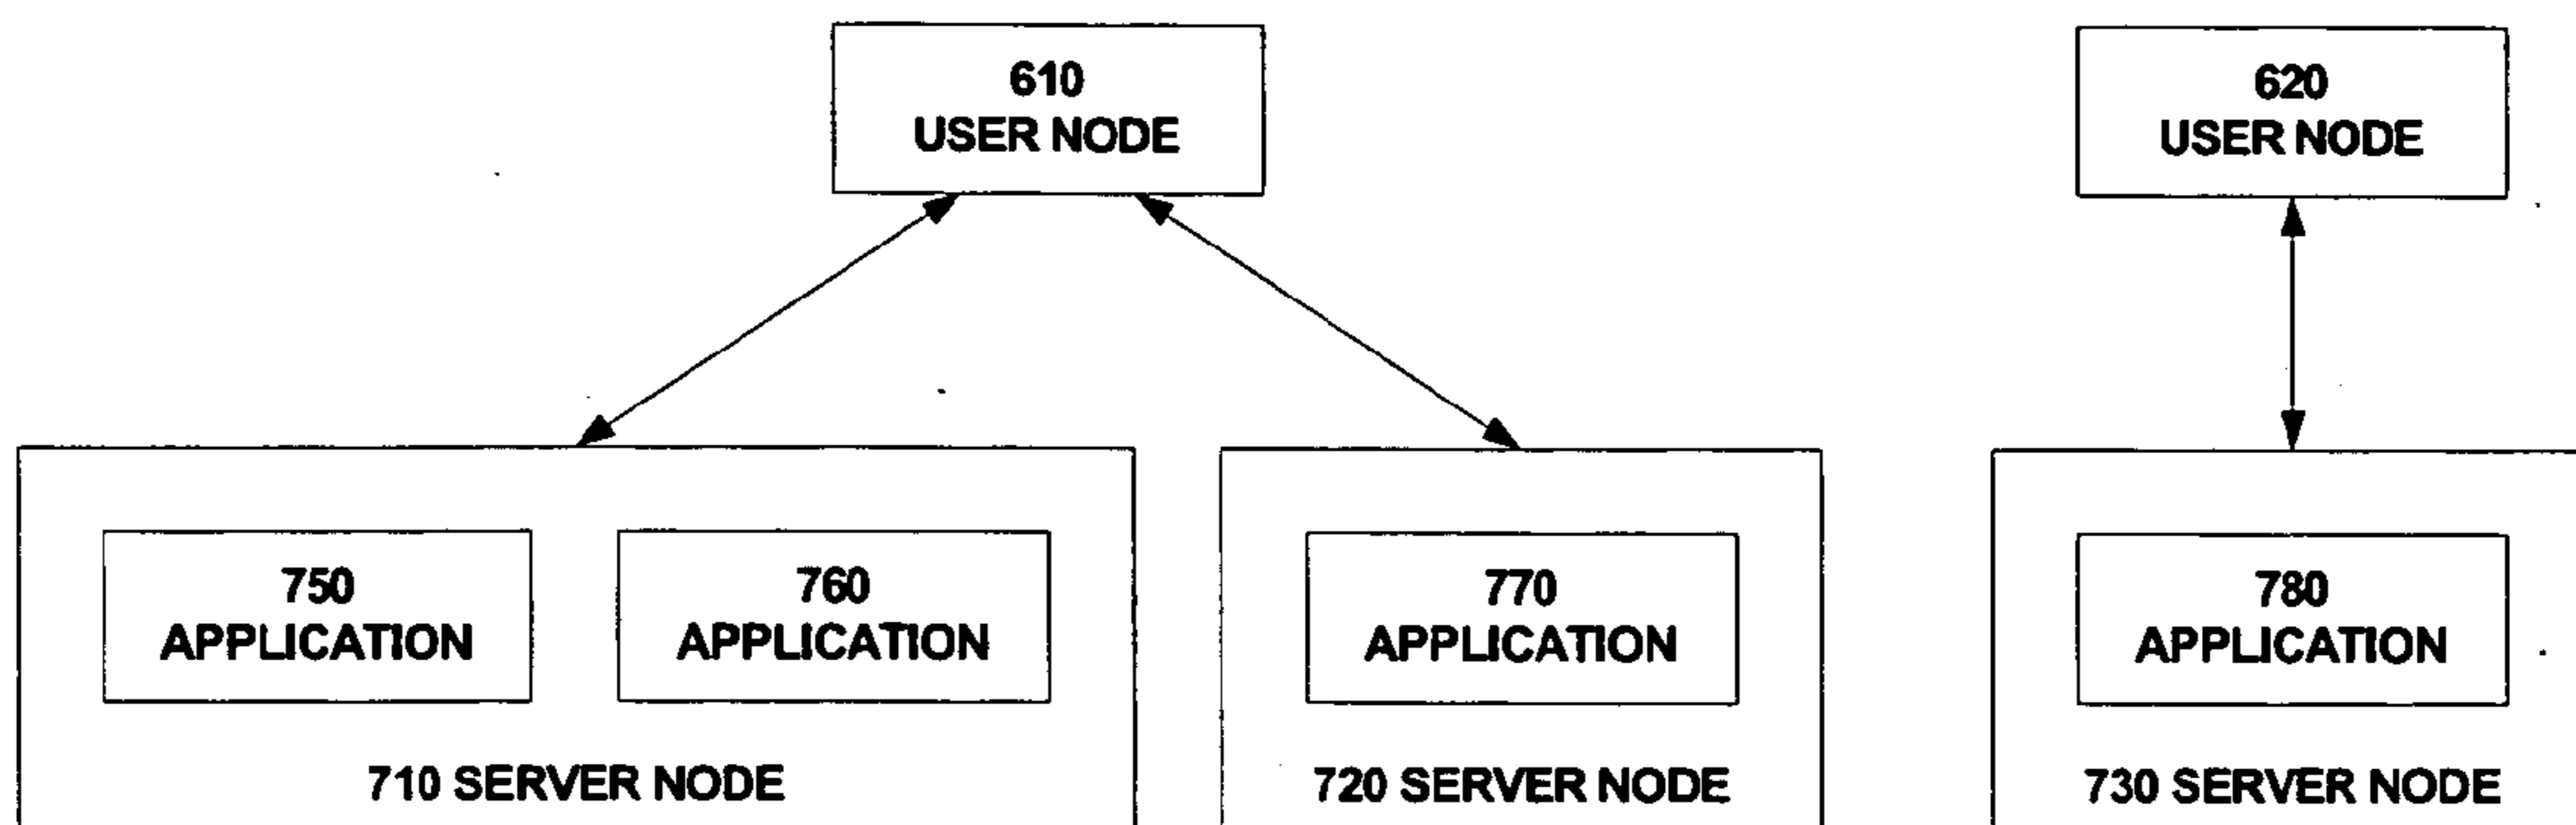 610
USER NODE
620
USER NODE
750
APPLICATION
760
APPLICATION
770
APPLICATION
780
APPLICATION
710 SERVER NODE
720 SERVER NODE
730 SERVER NODE